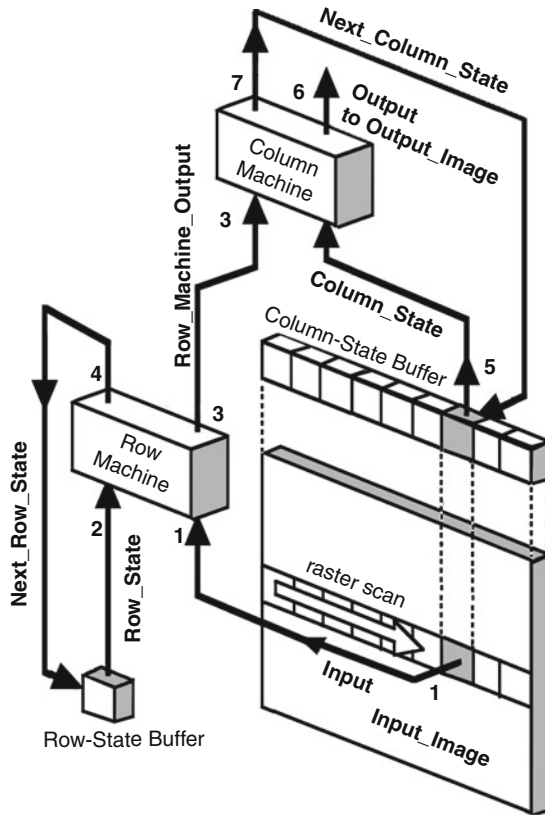 Next_Column_State
7
6
Output
to Output_Image
Column
Machine
Row_Machine_Output
3
Column_State
Column-State Buffer
5
4
3
Row
Machine
Next_Row_State
2
Row_State
1
raster scan
Input
1
Input_Image
Row-State Buffer